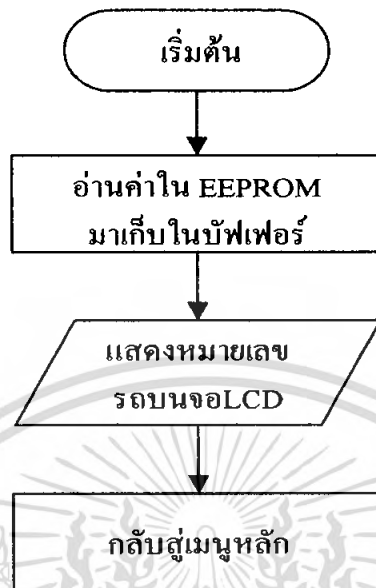 เริ่มต้น
อ่านค่าใน EEPROM
มาเก็บในบัฟเฟอร์
แสดงหมายเลข
รถบนจอLCD
กลับสู่เมนูหลัก